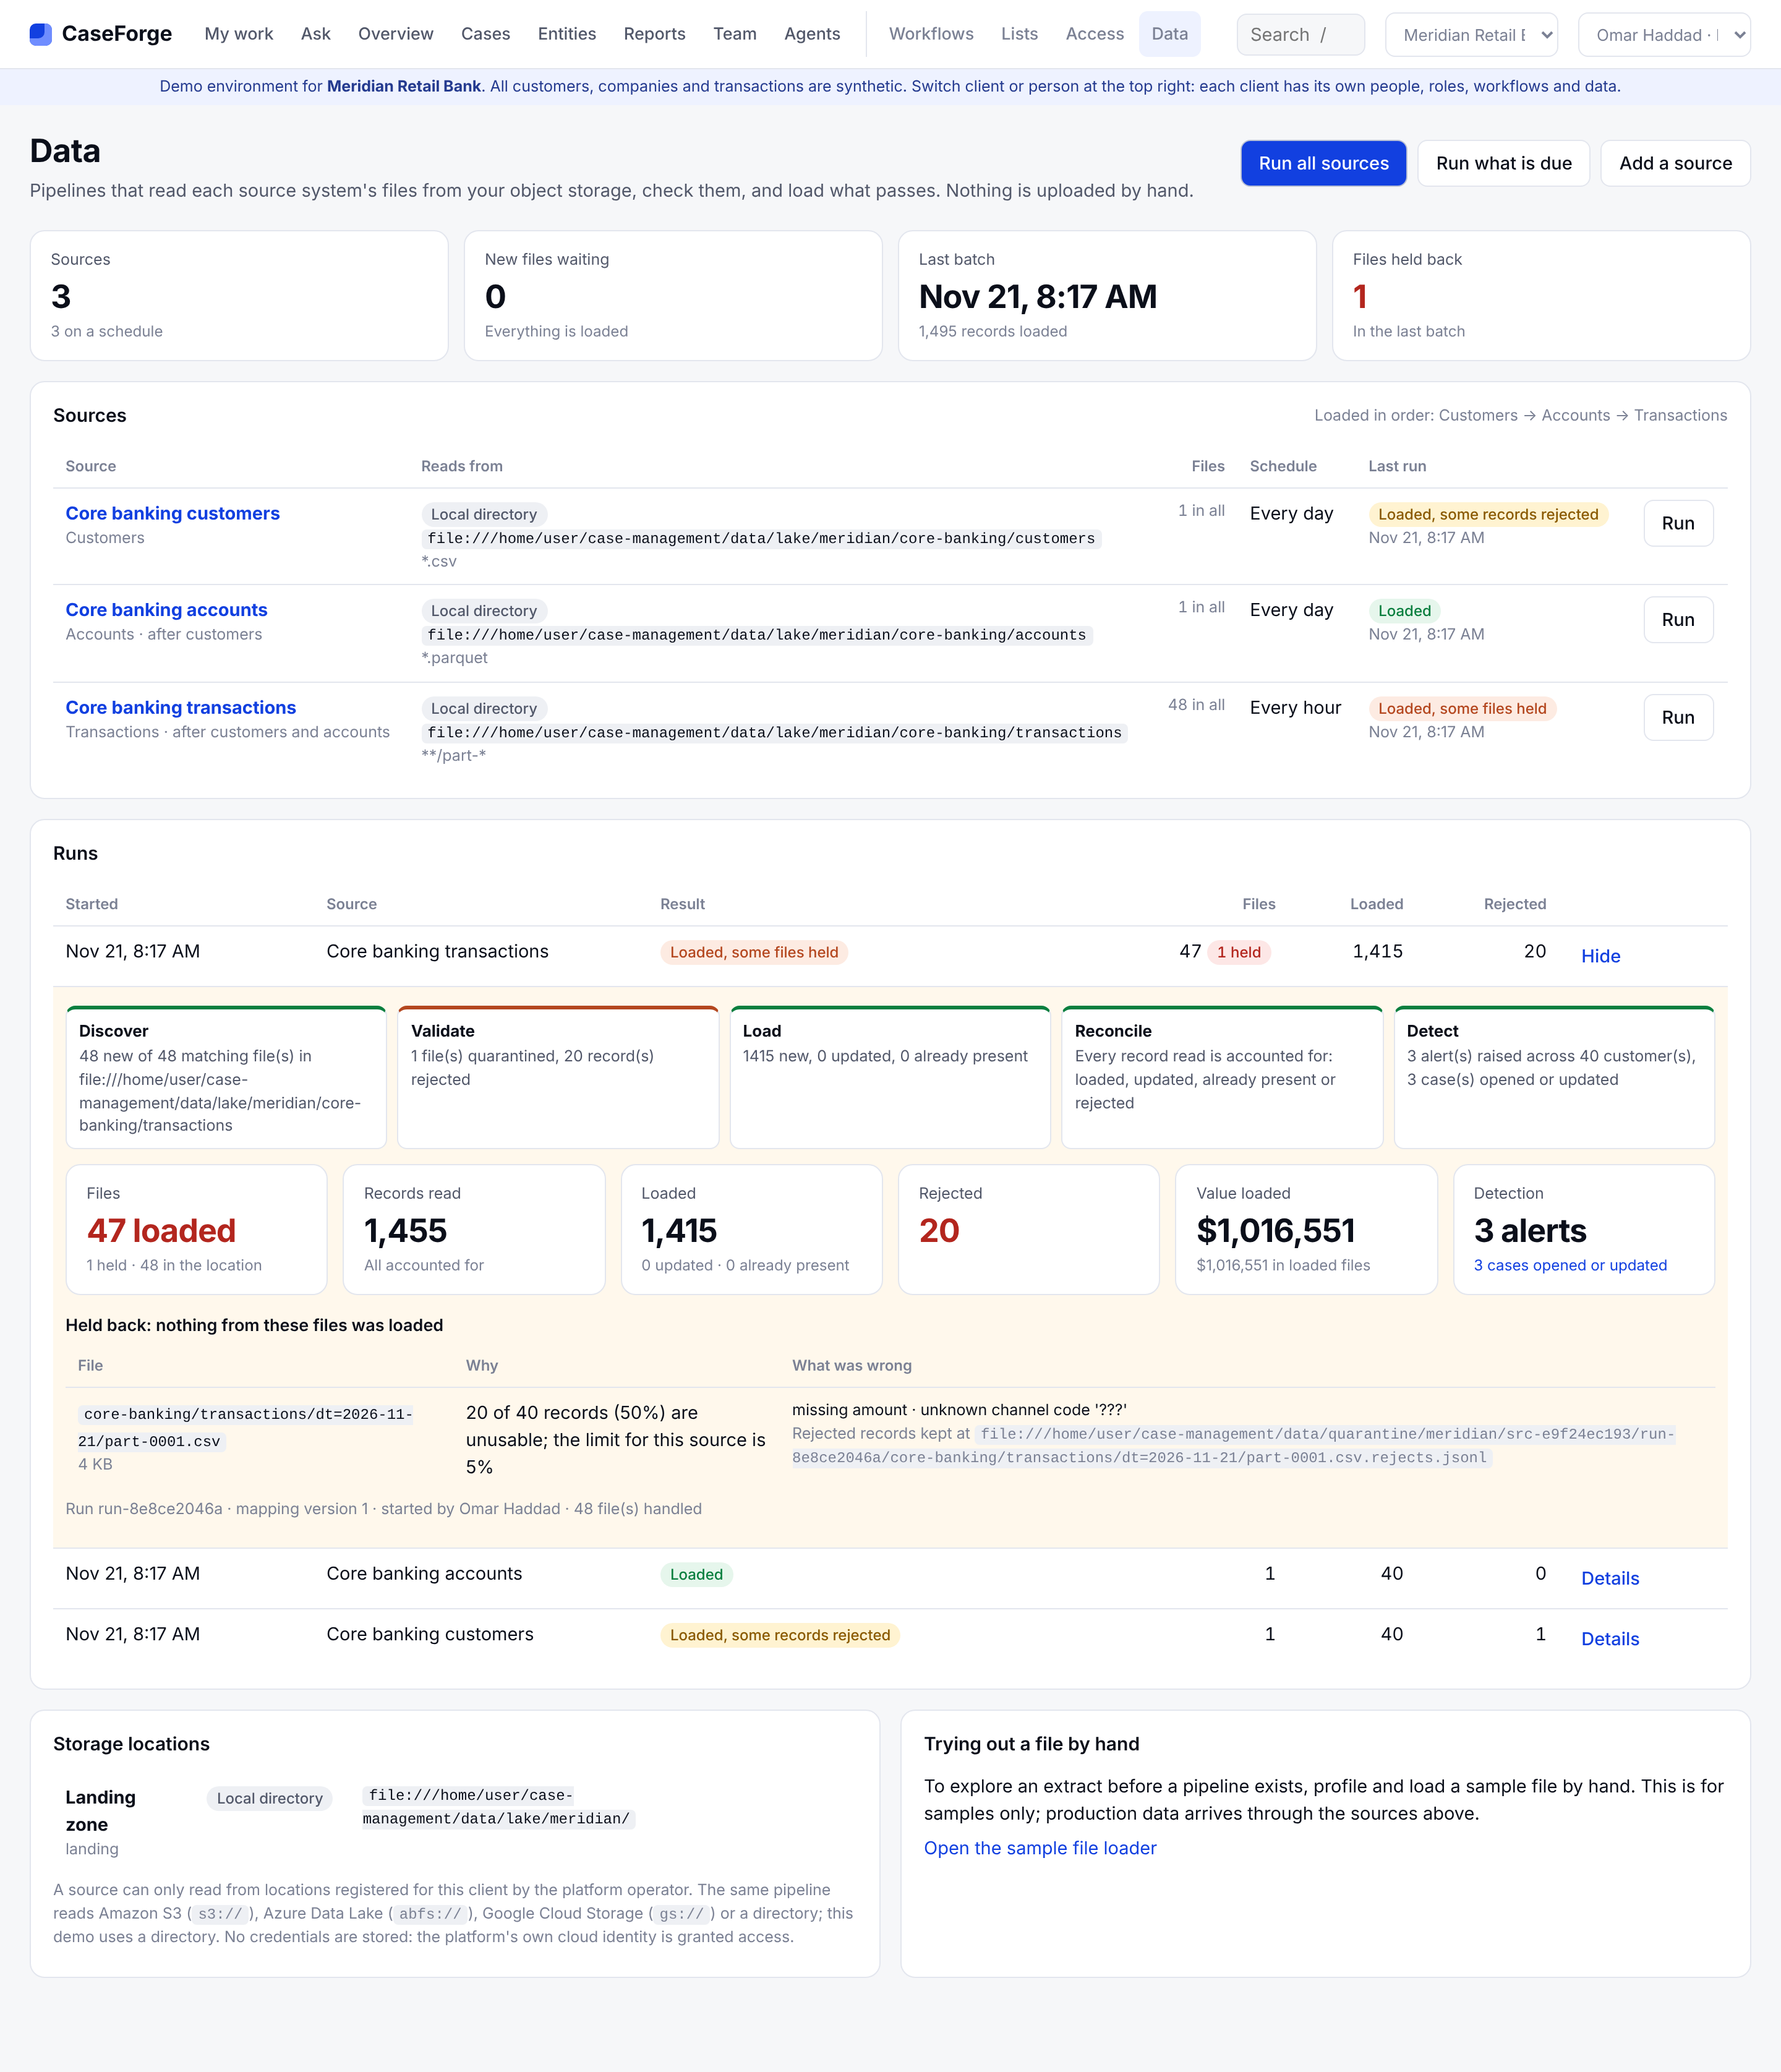 CaseForge
My work
Ask
Overview
Cases
Entities
Reports
Team
Agents
Workflows
Lists
Access
Data
Search /
Meridian Retail
Omar Haddad ·
Demo environment for Meridian Retail Bank. All customers, companies and transactions are synthetic. Switch client or person at the top right: each client has its own people, roles, workflows and data.
Data
Pipelines that read each source system's files from your object storage, check them, and load what passes. Nothing is uploaded by hand.
Run all sources
Run what is due
Add a source
Sources
3
3 on a schedule
New files waiting
0
Everything is loaded
Last batch
Nov 21, 8:17 AM
1,495 records loaded
Files held back
1
In the last batch
Sources
Loaded in order: Customers → Accounts → Transactions
Source Reads from Files Schedule Last run
Core banking customers
Customers
Local directory
file:///home/user/case-management/data/lake/meridian/core-banking/customers
*.csv
1 in all
Every day
Loaded, some records rejected
Nov 21, 8:17 AM
Run
Core banking accounts
Accounts · after customers
Local directory
file:///home/user/case-management/data/lake/meridian/core-banking/accounts
*.parquet
1 in all
Every day
Loaded
Nov 21, 8:17 AM
Run
Core banking transactions
Transactions · after customers and accounts
Local directory
file:///home/user/case-management/data/lake/meridian/core-banking/transactions
**/part-*
48 in all
Every hour
Loaded, some files held
Nov 21, 8:17 AM
Run
Runs
Started Source Result Files Loaded Rejected
Nov 21, 8:17 AM Core banking transactions Loaded, some files held 47 1 held 1,415 20 Hide
Discover
48 new of 48 matching file(s) in
file:///home/user/case-
management/data/lake/meridian/core-
banking/transactions
Validate
1 file(s) quarantined, 20 record(s)
rejected
Load
1415 new, 0 updated, 0 already present
Reconcile
Every record read is accounted for:
loaded, updated, already present or
rejected
Detect
3 alert(s) raised across 40 customer(s),
3 case(s) opened or updated
Files
47 loaded
1 held · 48 in the location
Records read
1,455
All accounted for
Loaded
1,415
0 updated · 0 already present
Rejected
20
Value loaded
$1,016,551
$1,016,551 in loaded files
Detection
3 alerts
3 cases opened or updated
Held back: nothing from these files was loaded
File Why What was wrong
core-banking/transactions/dt=2026-11-
21/part-0001.csv
4 KB
20 of 40 records (50%) are
unusable; the limit for this source is
5%
missing amount · unknown channel code '???'
Rejected records kept at file:///home/user/case-management/data/quarantine/meridian/src-e9f24ec193/run-
8e8ce2046a/core-banking/transactions/dt=2026-11-21/part-0001.csv.rejects.jsonl
Run run-8e8ce2046a · mapping version 1 · started by Omar Haddad · 48 file(s) handled
Nov 21, 8:17 AM Core banking accounts Loaded 1 40 0 Details
Nov 21, 8:17 AM Core banking customers Loaded, some records rejected 1 40 1 Details
Storage locations
Landing
zone
landing
Local directory
file:///home/user/case-
management/data/lake/meridian/
A source can only read from locations registered for this client by the platform operator. The same pipeline
reads Amazon S3 ( s3:// ), Azure Data Lake ( abfs:// ), Google Cloud Storage ( gs:// ) or a directory; this
demo uses a directory. No credentials are stored: the platform's own cloud identity is granted access.
Trying out a file by hand
To explore an extract before a pipeline exists, profile and load a sample file by hand. This is for
samples only; production data arrives through the sources above.
Open the sample file loader